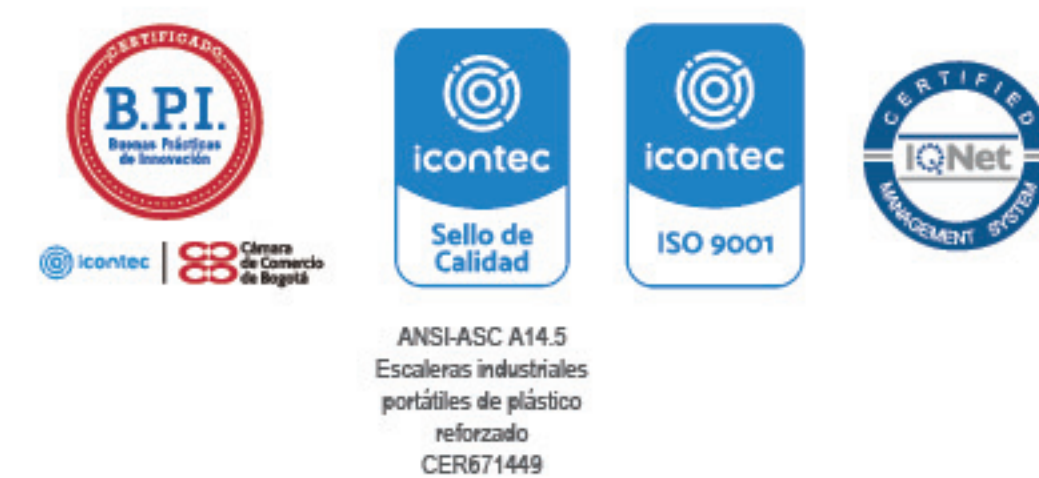 CERTIFICADO
B.P.I.
Buenas Prácticas
de Innovación
icontec
Cámara
de Comercio
de Bogotá
icontec
Sello de
Calidad
ANSI-ASC A14.5
Escaleras industriales
portátiles de plástico
reforzado
CER671449
icontec
ISO 9001
CERTIFIED
IQNet
MANAGEMENT SYSTEM